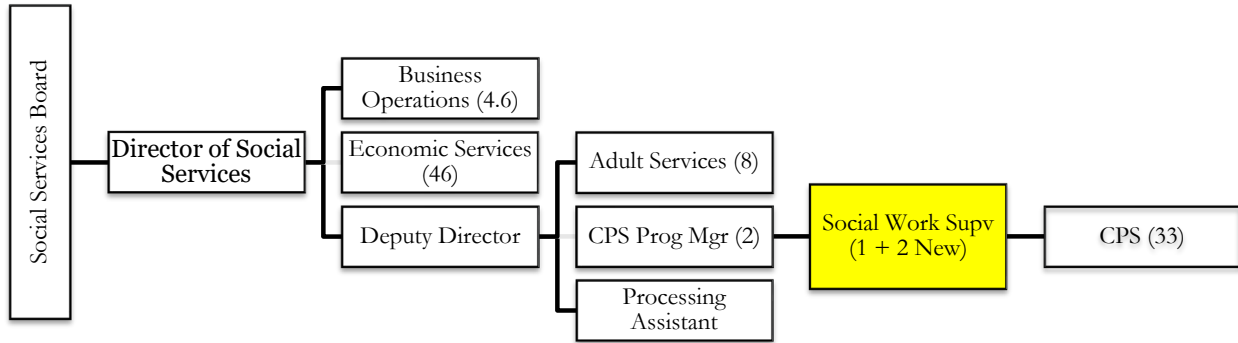 Social Services Board
Director of Social
Services
Business
Operations (4.6)
Economic Services
(46)
Deputy Director
Adult Services (8)
CPS Prog Mgr (2)
Processing
Assistant
Social Work Supv
(1 + 2 New)
CPS (33)